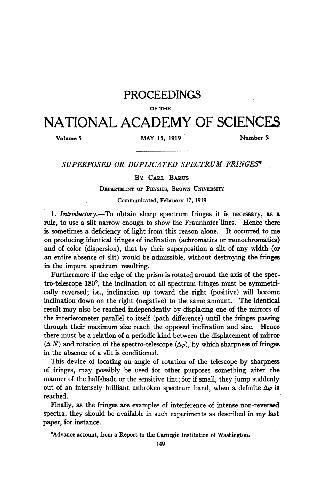 PROCEEDINGS
OF THE
NATIONAL ACADEMY OF SCIENCES
Volume 5 MAY 15, 1919 Number 5
SUPERPOSED OR DUPLICATED SPECTRUM FRINGES*
BY CARL BARUS
DEPARTMENT OF PHYSICS, BROWN UNIVERSITY
Communicated, February 17, 1919
1. Introductory.—To obtain sharp spectrum fringes it is necessary, as a
rule, to use a slit narrow enough to show the Fraunhofer lines. Hence there
is sometimes a deficiency of light from this reason alone. It occurred to me
on producing identical fringes of inclination (achromatics or monochromatics)
and of color (dispersion), that by their superposition a slit of any width (or
an entire absence of slit) would be admissible, without destroying the fringes
in the impure spectrum resulting.
Furthermore if the edge of the prism is rotated around the axis of the spec-
tro-telescope 180°, the inclination of all spectrum fringes must be symmetri-
cally reversed; i.e., inclination up toward the right (positive) will become
inclination down on the right (negative) to the same amount. The identical
result may also be reached independently by displacing one of the mirrors of
the interferometer parallel to itself (path difference) until the fringes passing
through their maximum size reach the opposed inclination and size. Hence
there must be a relation of a periodic kind between the displacement of mirror
(Δ N) and rotation of the spectro-telescope (Δφ), by which sharpness of fringes
in the absence of a slit is conditioned.
This device of locating an angle of rotation of the telescope by sharpness
of fringes, may possibly be used for other purposes something after the
manner of the half-shade or the sensitive tint; for if small, they jump suddenly
out of an intensely brilliant unbroken spectrum band, when a definite Δφ is
reached.
Finally, as the fringes are examples of interference of intense non-reversed
spectra, they should be available in such experiments as described in my last
paper, for instance.
*Advance account, from a Report to the Carnegie Institution of Washington.
149